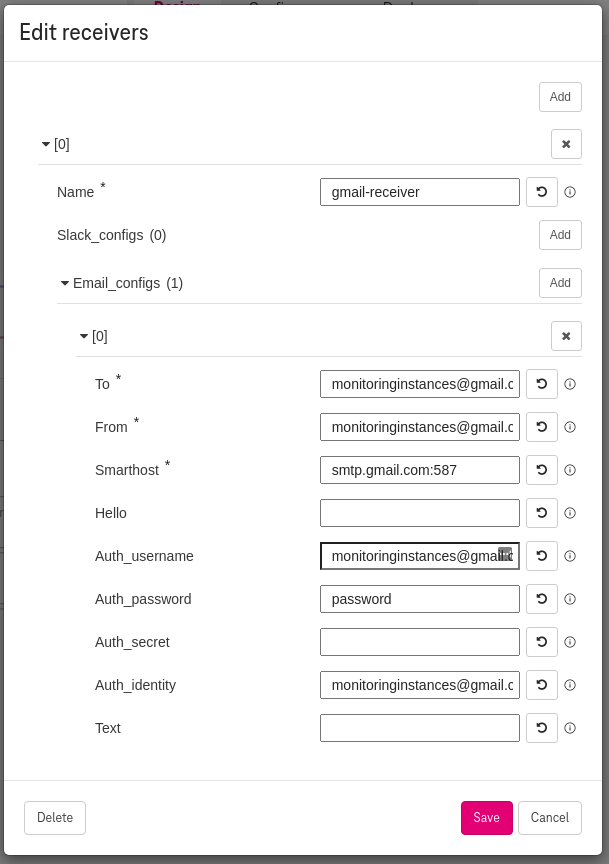 Edit receivers
Add
[0]
Name *
gmail-receiver
Slack_configs (0)
Add
Email_configs (1)
Add
[0]
To *
monitoringinstances@gmail.c
From *
monitoringinstances@gmail.c
Smarthost *
smtp.gmail.com:587
Hello
Auth_username
monitoringinstances@gmail.c
Auth_password
password
Auth_secret
Auth_identity
monitoringinstances@gmail.c
Text
Delete
Save
Cancel